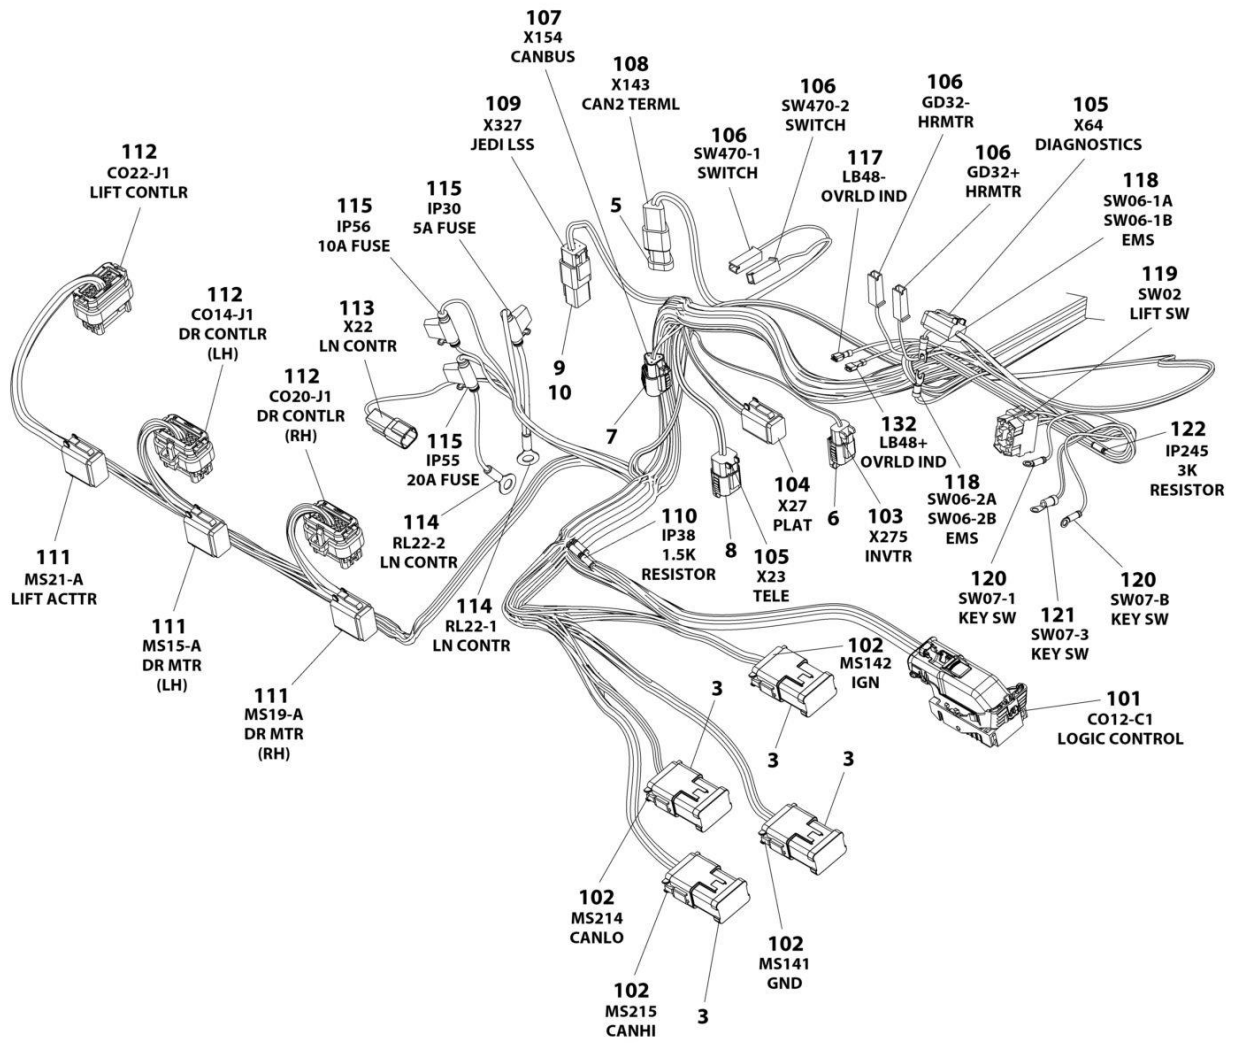 107
X154
CANBUS
108
X143
CAN2 TERML
106
SW470-2
SWITCH
106
GD32-
HRMTR
105
X64
DIAGNOSTICS
109
X327
JEDI LSS
106
SW470-1
SWITCH
117
LB48-
OVRLD IND
106
GD32+
HRMTR
118
SW06-1A
SW06-1B
EMS
112
CO22-J1
LIFT CONTLR
115
IP56
10A FUSE
115
IP30
5A FUSE
5
119
SW02
LIFT SW
112
CO14-J1
DR CONTLR
(LH)
113
X22
LN CONTR
112
CO20-J1
DR CONTLR
(RH)
9
10
7
115
IP55
20A FUSE
132
LB48+
OVRLD IND
122
IP245
3K
RESISTOR
104
X27
PLAT
6
103
X275
INVTR
118
SW06-2A
SW06-2B
EMS
114
RL22-2
LN CONTR
110
IP38
1.5K
RESISTOR
8
105
X23
TELE
111
MS21-A
LIFT ACTTR
120
SW07-1
KEY SW
121
SW07-3
KEY SW
120
SW07-B
KEY SW
114
RL22-1
LN CONTR
111
MS15-A
DR MTR
(LH)
111
MS19-A
DR MTR
(RH)
102
MS142
IGN
3
3
3
101
CO12-C1
LOGIC CONTROL
102
MS214
CANLO
102
MS141
GND
102
MS215
CANHI
3